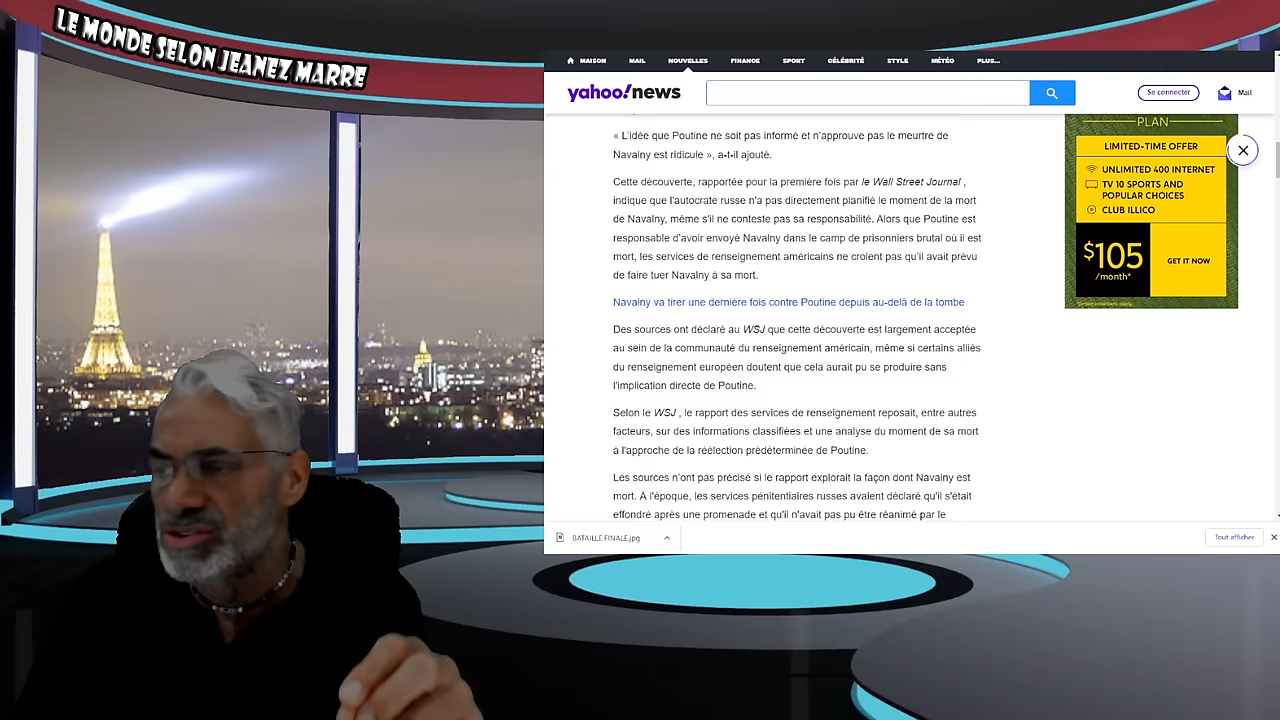 LE MONDE SELON JEANEZ MARRE
MAISON MAIL NOUVELLES FINANCE SPORT CÉLÉBRITÉ STYLE MÉTÉO PLUS...
yahoo!news
Se connecter
Mail
« L'idée que Poutine ne soit pas informé et n'approuve pas le meurtre de
Navalny est ridicule », a-t-il ajouté.
Cette découverte, rapportée pour la première fois par le Wall Street Journal ,
indique que l'autocrate russe n'a pas directement planifié le moment de la mort
de Navalny, même s'il ne conteste pas sa responsabilité. Alors que Poutine est
responsable d'avoir envoyé Navalny dans le camp de prisonniers brutal où il est
mort, les services de renseignement américains ne croient pas qu'il avait prévu
de faire tuer Navalny à sa mort.
Navalny va tirer une dernière fois contre Poutine depuis au-delà de la tombe
Des sources ont déclaré au WSJ que cette découverte est largement acceptée
au sein de la communauté du renseignement américain, même si certains alliés
du renseignement européen doutent que cela aurait pu se produire sans
l'implication directe de Poutine.
Selon le WSJ , le rapport des services de renseignement reposait, entre autres
facteurs, sur des informations classifiées et une analyse du moment de sa mort
à l'approche de la réélection prédéterminée de Poutine.
Les sources n'ont pas précisé si le rapport explorait la façon dont Navalny est
mort. À l'époque, les services pénitentiaires russes avaient déclaré qu'il s'était
effondré après une promenade et qu'il n'avait pas pu être réanimé par le
PLAN
LIMITED-TIME OFFER
UNLIMITED 400 INTERNET
TV 10 SPORTS AND
POPULAR CHOICES
CLUB ILLICO
$105
/month*
GET IT NOW
BATAILLE FINALE.jpg
Tout afficher